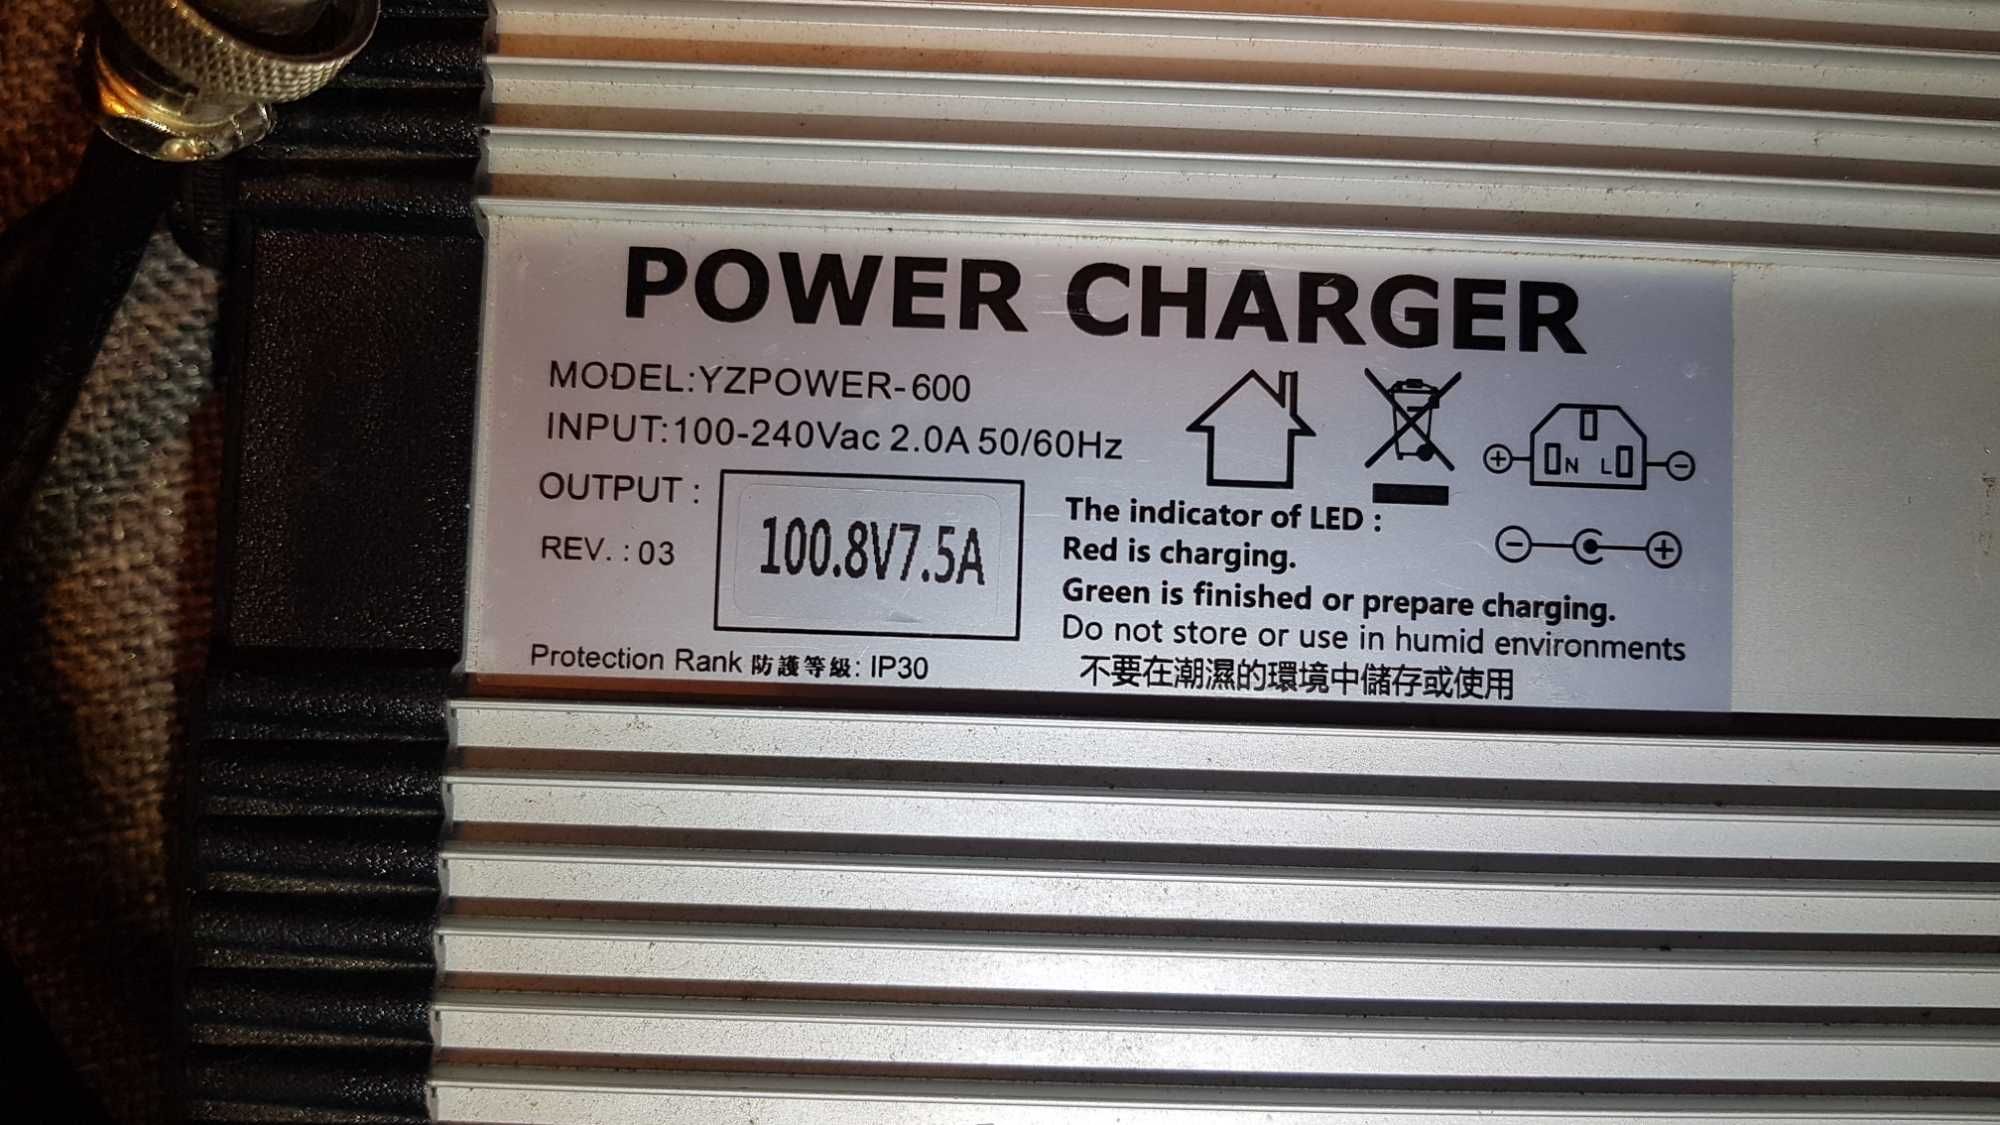 POWER CHARGER
MODEL:YZPOWER-600
INPUT:100-240Vac 2.0A 50/60Hz
OUTPUT :
100.8V7.5A
REV. : 03
Protection Rank 防護等級: IP30
N L
The indicator of LED :
Red is charging.
Green is finished or prepare charging.
Do not store or use in humid environments
不要在潮濕的環境中儲存或使用